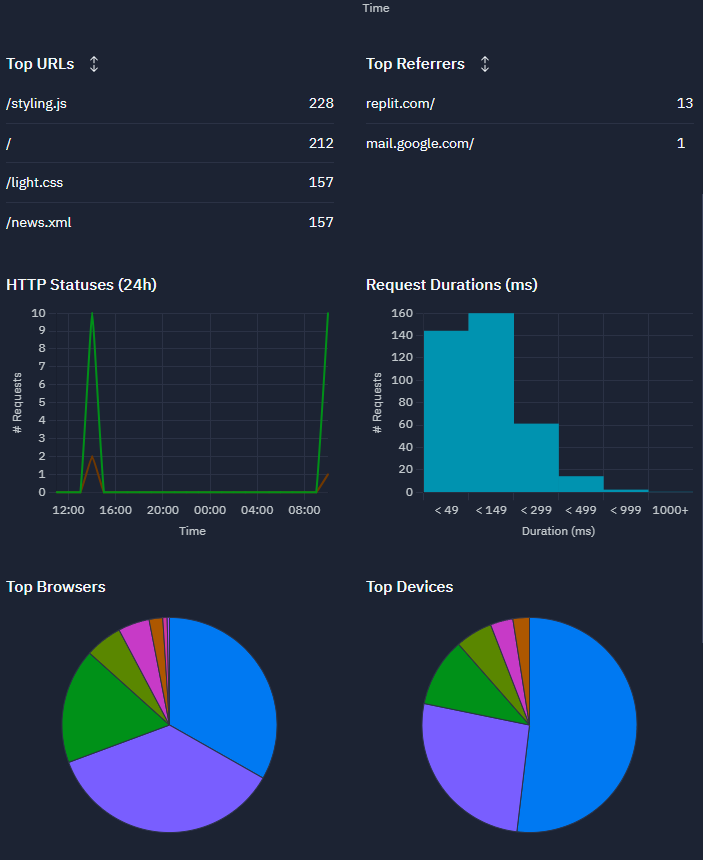 Time
Top URLs
/styling.js 228
/ 212
/light.css 157
/news.xml 157
Top Referrers
replit.com/ 13
mail.google.com/ 1
HTTP Statuses (24h)
# Requests
10
9
8
7
6
5
4
3
2
1
0
12:00 16:00 20:00 00:00 04:00 08:00
Time
Request Durations (ms)
# Requests
160
140
120
100
80
60
40
20
0
< 49 < 149 < 299 < 499 < 999 1000+
Duration (ms)
Top Browsers
Top Devices